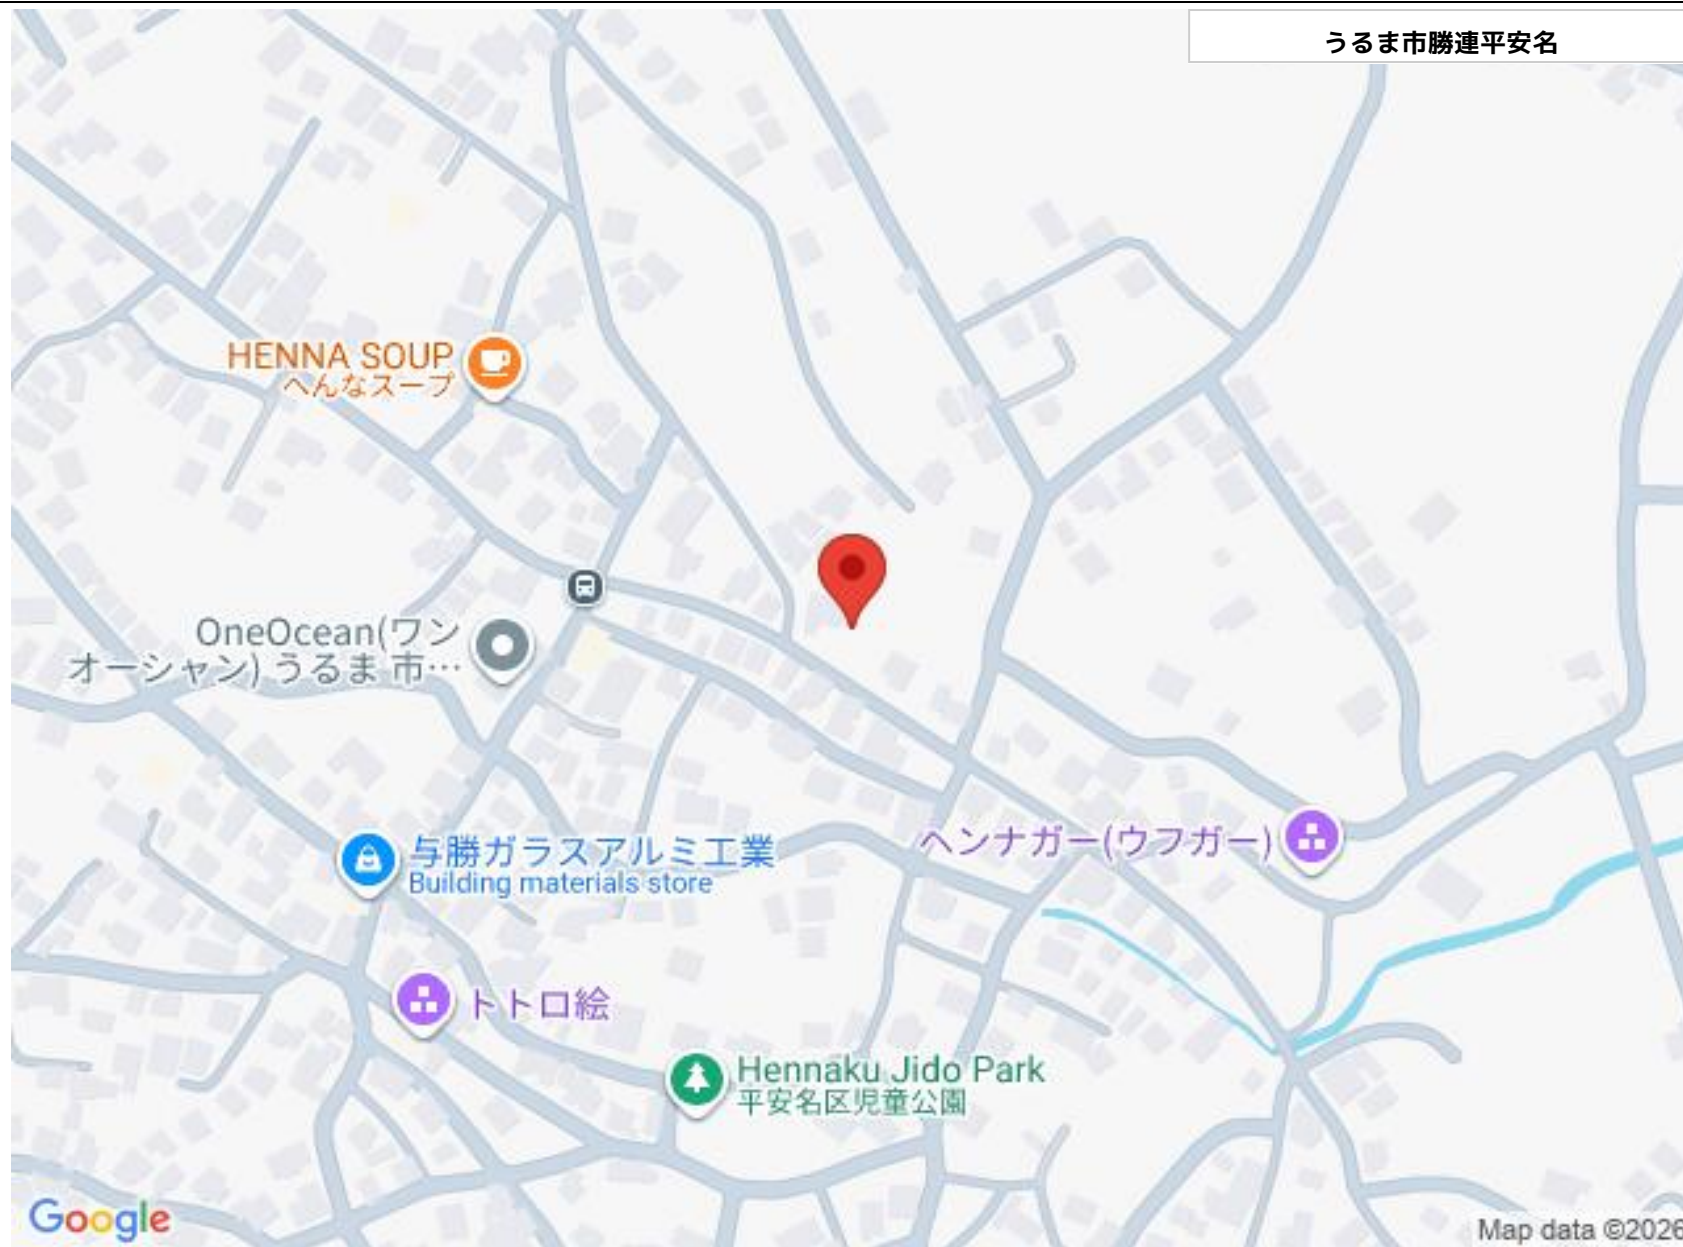 うるま市勝連平安名
HENNA SOUP
へんなスープ
OneOcean(ワン
オーシャン) うるま 市…
与勝ガラスアルミ工業
Building materials store
ヘンナガー(ウフガー)
トトロ絵
Hennaku Jido Park
平安名区児童公園
Google
Map data ©2026